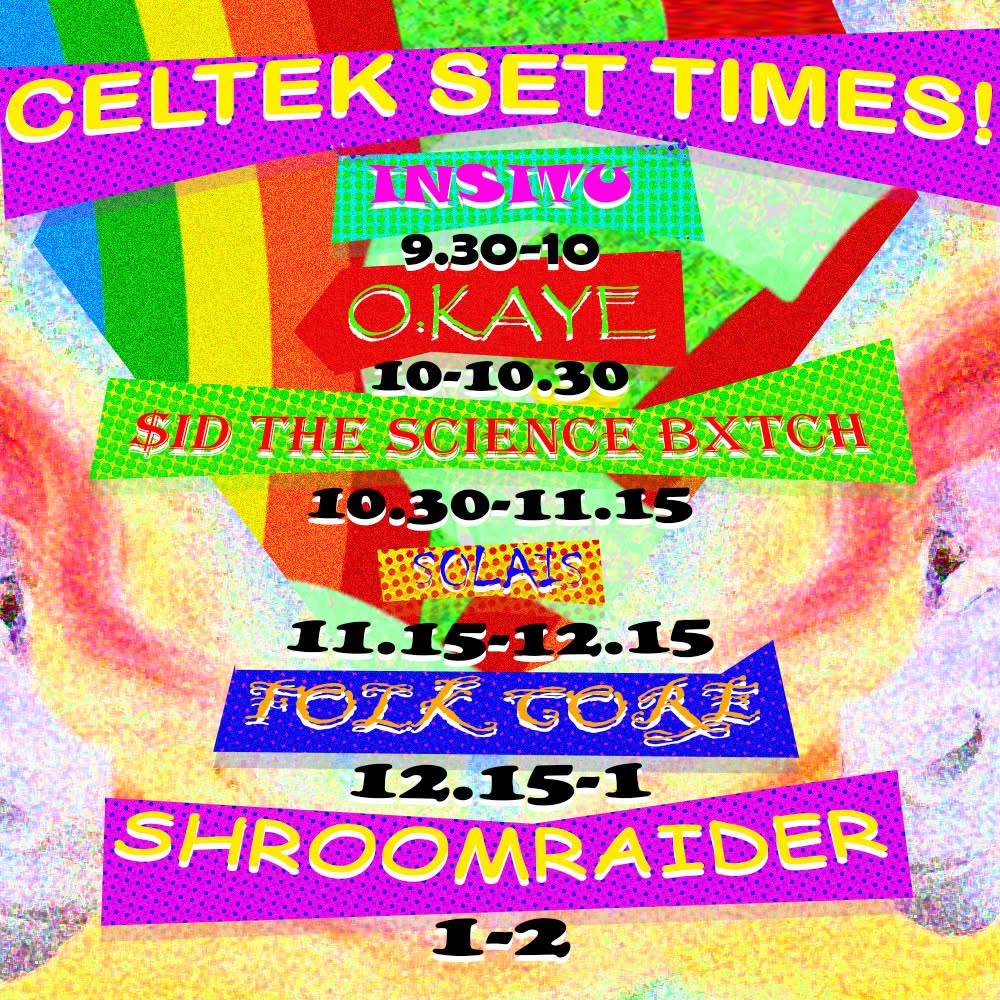 CELTEK SET TIMES!
INSITU
9.30-10
O.KAYE
10-10.30
$ID THE SCIENCE BXTCH
10.30-11.15
SOLAIS
11.15-12.15
FOLK CORE
12.15-1
SHROOMRAIDER
1-2